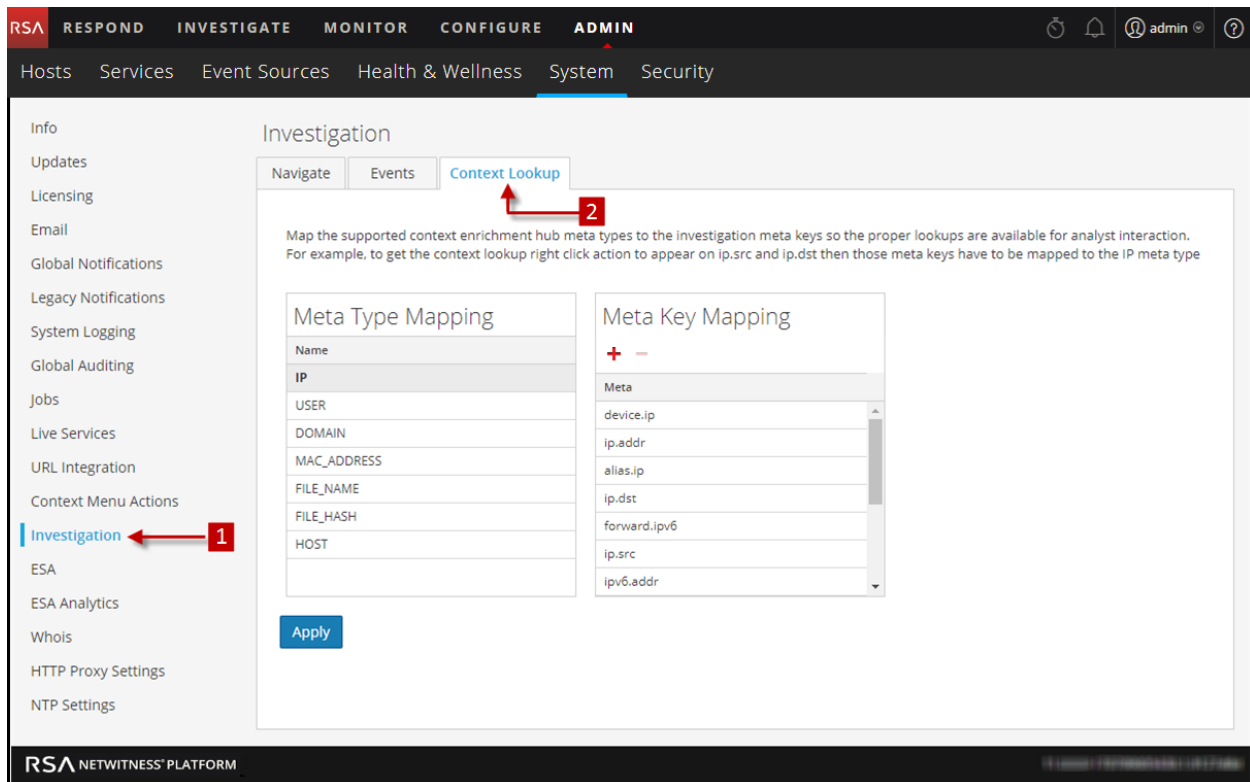 RSA RESPOND INVESTIGATE MONITOR CONFIGURE ADMIN admin ?
Hosts Services Event Sources Health & Wellness System Security
Info
Updates
Licensing
Email
Global Notifications
Legacy Notifications
System Logging
Global Auditing
Jobs
Live Services
URL Integration
Context Menu Actions
Investigation 1
ESA
ESA Analytics
Whois
HTTP Proxy Settings
NTP Settings
Investigation
Navigate Events Context Lookup
2
Map the supported context enrichment hub meta types to the investigation meta keys so the proper lookups are available for analyst interaction.
For example, to get the context lookup right click action to appear on ip.src and ip.dst then those meta keys have to be mapped to the IP meta type
Meta Type Mapping
Name
IP
USER
DOMAIN
MAC_ADDRESS
FILE_NAME
FILE_HASH
HOST
Meta Key Mapping
+ −
Meta
device.ip
ip.addr
alias.ip
ip.dst
forward.ipv6
ip.src
ipv6.addr
Apply
RSA NETWITNESS® PLATFORM